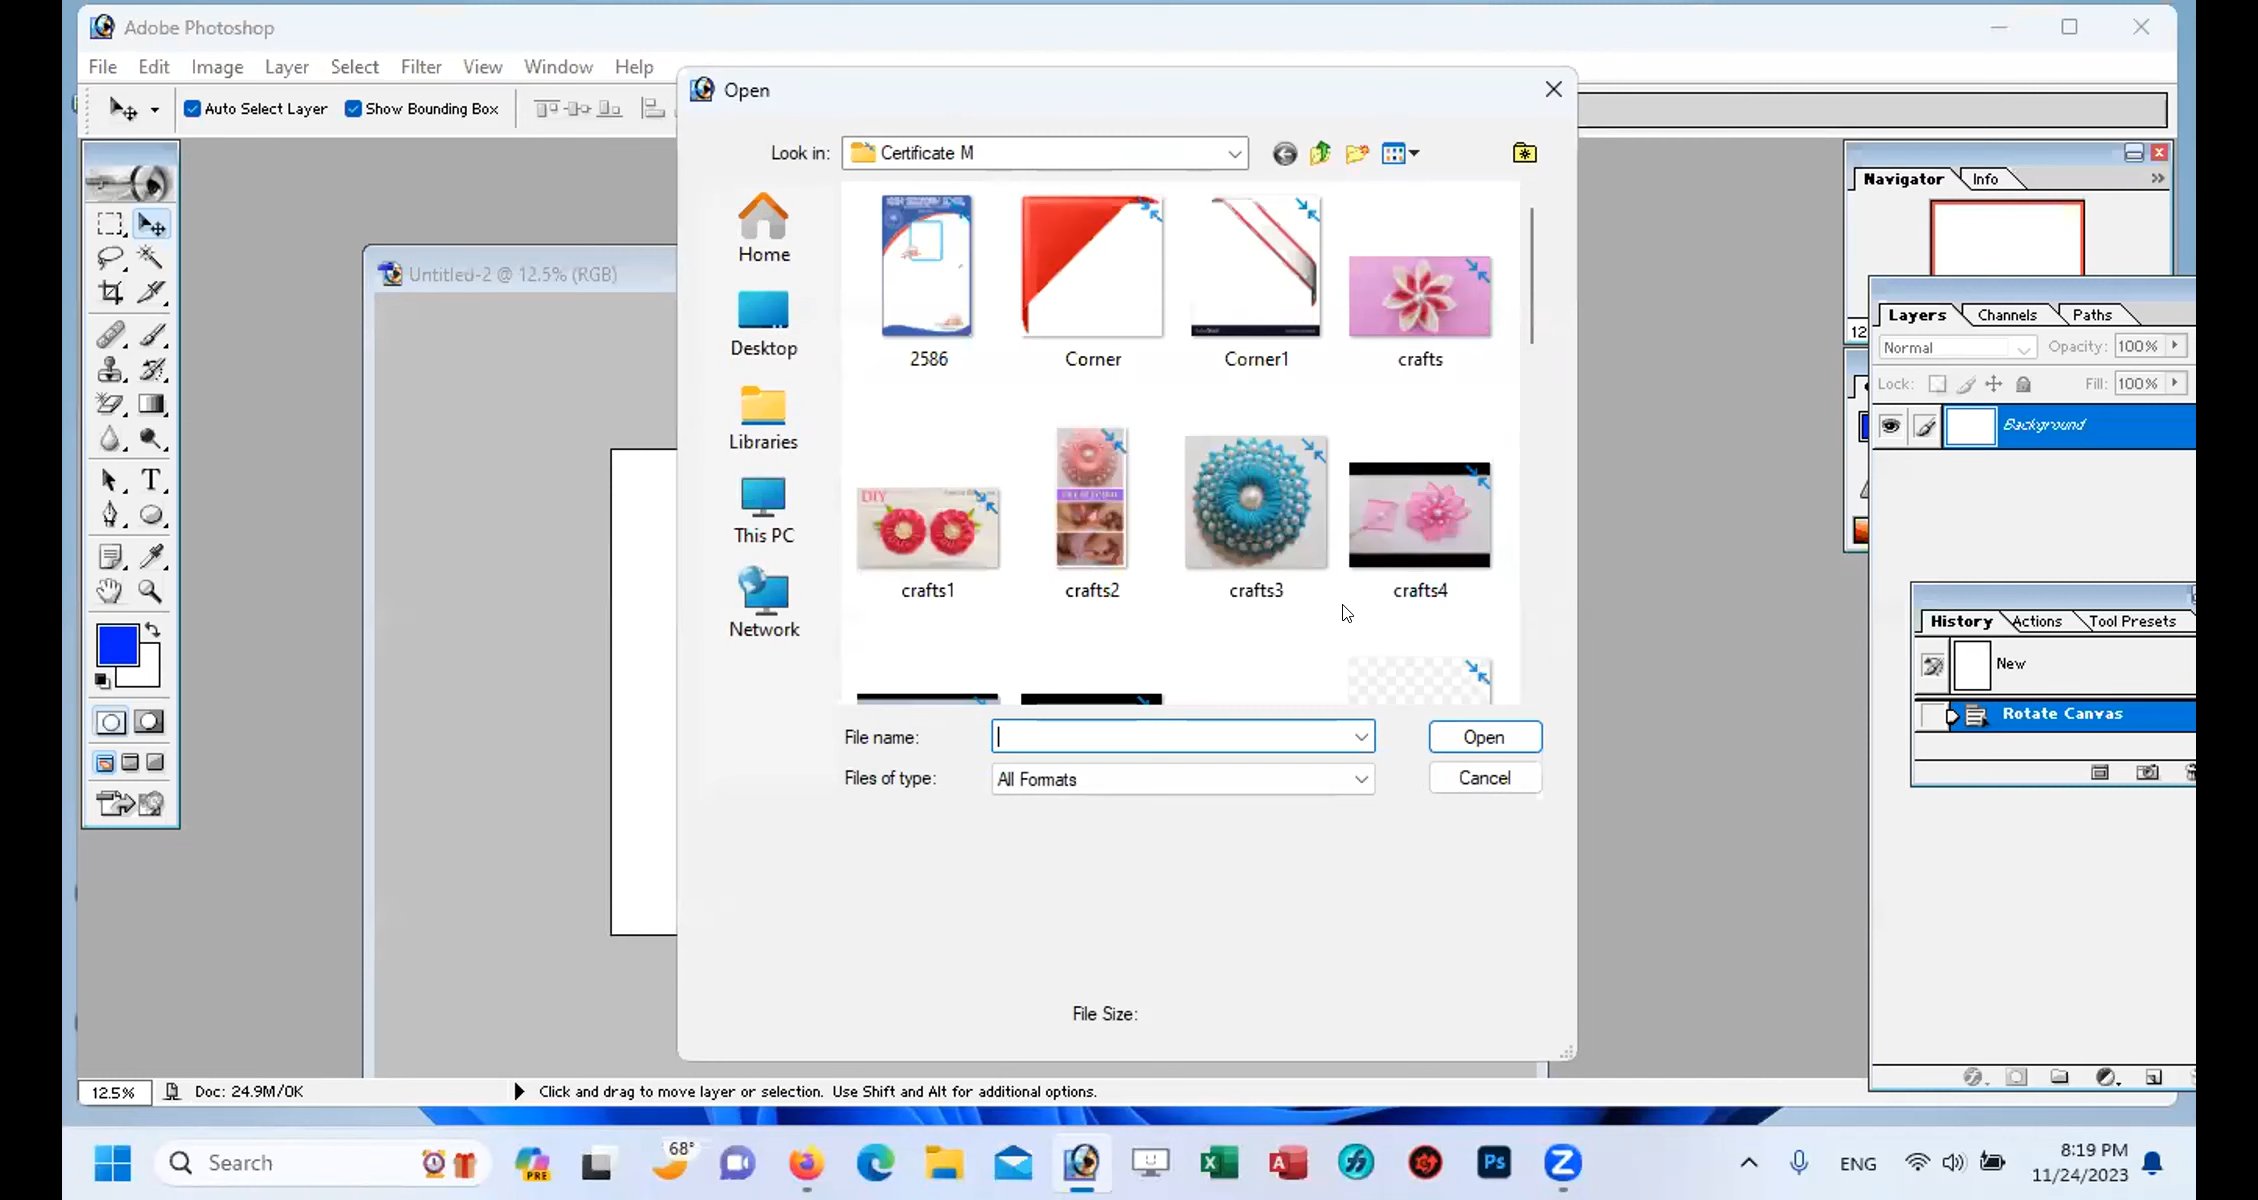 Adobe Photoshop
File Edit Image Layer Select Filter View Window Help
Auto Select Layer Show Bounding Box
Untitled-2 @ 12.5% (RGB)
Open
Look in: Certificate M
Home
Desktop
Libraries
This PC
Network
2586 Corner Corner1 crafts
DIY
crafts1 crafts2 crafts3 crafts4
File name: Open
Files of type: All Formats Cancel
File Size:
Navigator Info
12
Layers Channels Paths
Normal Opacity: 100%
Lock: Fill: 100%
Background
History Actions Tool Presets
New
Rotate Canvas
12.5% Doc: 24.9M/0K Click and drag to move layer or selection. Use Shift and Alt for additional options.
Search PRE 68° Ps ENG 8:19 PM
11/24/2023